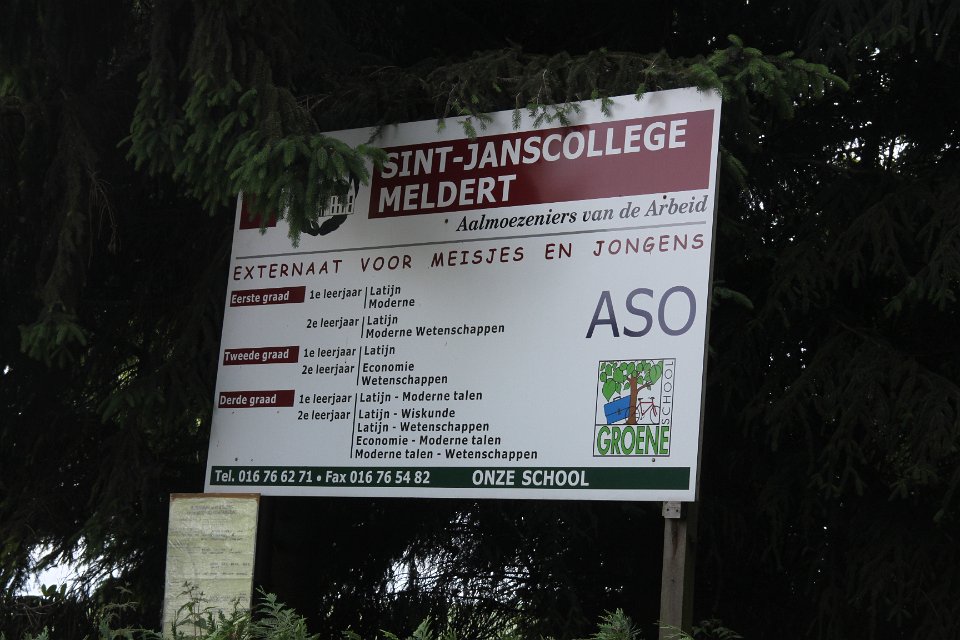 SINT-JANSCOLLEGE
MELDERT
Aalmoezeniers van de Arbeid
EXTERNAAT VOOR MEISJES EN JONGENS
Eerste graad 1e leerjaar Latijn
Moderne
2e leerjaar Latijn
Moderne Wetenschappen
Tweede graad 1e leerjaar Latijn
2e leerjaar Economie
Wetenschappen
Derde graad 1e leerjaar Latijn - Moderne talen
2e leerjaar Latijn - Wiskunde
Latijn - Wetenschappen
Economie - Moderne talen
Moderne talen - Wetenschappen
ASO
GROENE
SCHOOL
Tel. 016 76 62 71 • Fax 016 76 54 82 ONZE SCHOOL